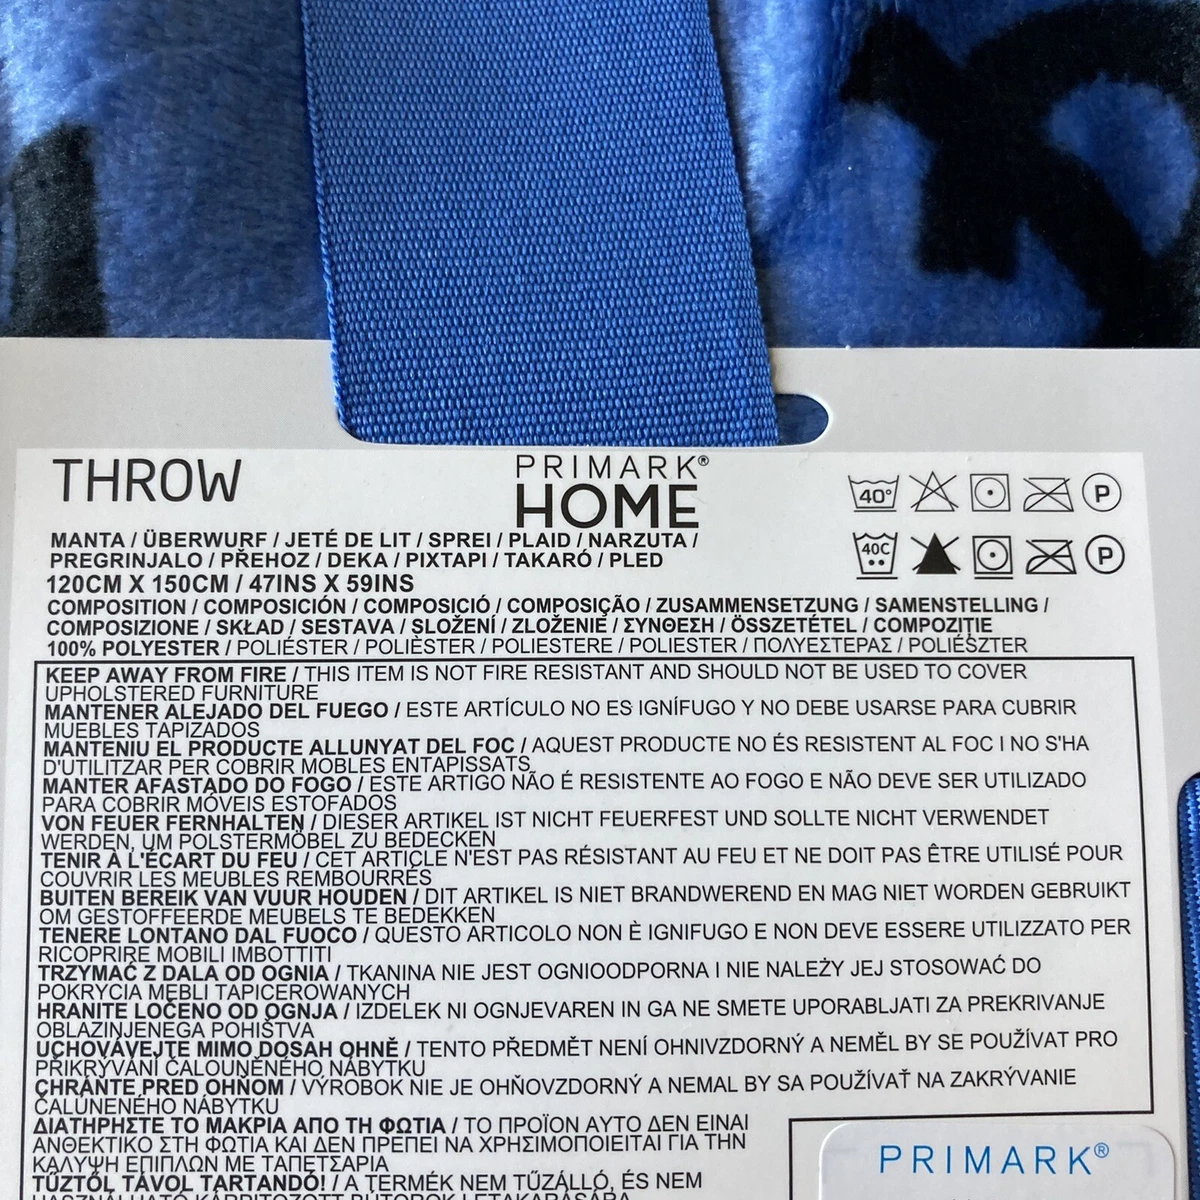 THROW
PRIMARK®
HOME
40°
P
40C
P
MANTA / ÜBERWURF / JETÉ DE LIT / SPREI / PLAID / NARZUTA /
PREGRINJALO / PŘEHOZ / DEKA / PIXTAPI / TAKARÓ / PLED
120CM X 150CM / 47INS X 59INS
COMPOSITION / COMPOSICIÓN / COMPOSICIÓ / COMPOSIÇÃO / ZUSAMMENSETZUNG / SAMENSTELLING /
COMPOSIZIONE / SKŁAD / SESTAVA / SLOŽENÍ / ZLOŽENIE / ΣΥΝΘΕΣΗ / ÖSSZETÉTEL / COMPOZIȚIE
100% POLYESTER / POLIÉSTER / POLIÈSTER / POLIESTERE / POLIESTER / ΠΟΛΥΕΣΤΕΡΑΣ / POLIÉSZTER
KEEP AWAY FROM FIRE / THIS ITEM IS NOT FIRE RESISTANT AND SHOULD NOT BE USED TO COVER
UPHOLSTERED FURNITURE
MANTENER ALEJADO DEL FUEGO / ESTE ARTÍCULO NO ES IGNÍFUGO Y NO DEBE USARSE PARA CUBRIR
MUEBLES TAPIZADOS
MANTENIU EL PRODUCTE ALLUNYAT DEL FOC / AQUEST PRODUCTE NO ÉS RESISTENT AL FOC I NO S'HA
D'UTILITZAR PER COBRIR MOBLES ENTAPISSATS
MANTER AFASTADO DO FOGO / ESTE ARTIGO NÃO É RESISTENTE AO FOGO E NÃO DEVE SER UTILIZADO
PARA COBRIR MÓVEIS ESTOFADOS
VON FEUER FERNHALTEN / DIESER ARTIKEL IST NICHT FEUERFEST UND SOLLTE NICHT VERWENDET
WERDEN, UM POLSTERMÖBEL ZU BEDECKEN
TENIR À L'ÉCART DU FEU / CET ARTICLE N'EST PAS RÉSISTANT AU FEU ET NE DOIT PAS ÊTRE UTILISÉ POUR
COUVRIR LES MEUBLES REMBOURRÉS
BUITEN BEREIK VAN VUUR HOUDEN / DIT ARTIKEL IS NIET BRANDWEREND EN MAG NIET WORDEN GEBRUIKT
OM GESTOFFEERDE MEUBELS TE BEDEKKEN
TENERE LONTANO DAL FUOCO / QUESTO ARTICOLO NON È IGNIFUGO E NON DEVE ESSERE UTILIZZATO PER
RICOPRIRE MOBILI IMBOTTITI
TRZYMAĆ Z DALA OD OGNIA / TKANINA NIE JEST OGNIOODPORNA I NIE NALEŻY JEJ STOSOWAĆ DO
POKRYCIA MEBLI TAPICEROWANYCH
HRANITE LOČENO OD OGNJA / IZDELEK NI OGNJEVAREN IN GA NE SMETE UPORABLJATI ZA PREKRIVANJE
OBLAZINJENEGA POHIŠTVA
UCHOVÁVEJTE MIMO DOSAH OHNĚ / TENTO PŘEDMĚT NENÍ OHNIVZDORNÝ A NEMĚL BY SE POUŽÍVAT PRO
PŘIKRÝVÁNÍ ČALOUNĚNÉHO NÁBYTKU
CHRÁŇTE PRED OHŇOM / VÝROBOK NIE JE OHŇOVZDORNÝ A NEMAL BY SA POUŽÍVAŤ NA ZAKRÝVANIE
ČALÚNENÉHO NÁBYTKU
ΔΙΑΤΗΡΗΣΤΕ ΤΟ ΜΑΚΡΙΑ ΑΠΟ ΤΗ ΦΩΤΙΑ / ΤΟ ΠΡΟΪΟΝ ΑΥΤΟ ΔΕΝ ΕΙΝΑΙ
ΑΝΘΕΚΤΙΚΟ ΣΤΗ ΦΩΤΙΑ ΚΑΙ ΔΕΝ ΠΡΕΠΕΙ ΝΑ ΧΡΗΣΙΜΟΠΟΙΕΙΤΑΙ ΓΙΑ ΤΗΝ
ΚΑΛΥΨΗ ΕΠΙΠΛΩΝ ΜΕ ΤΑΠΕΤΣΑΡΙΑ
TŰZTŐL TÁVOL TARTANDÓ! / A TERMÉK NEM TŰZÁLLÓ, ÉS NEM
HASZNÁLHATÓ KÁRPITOZOTT BÚTOROK LETAKARÁSÁRA
PRIMARK®